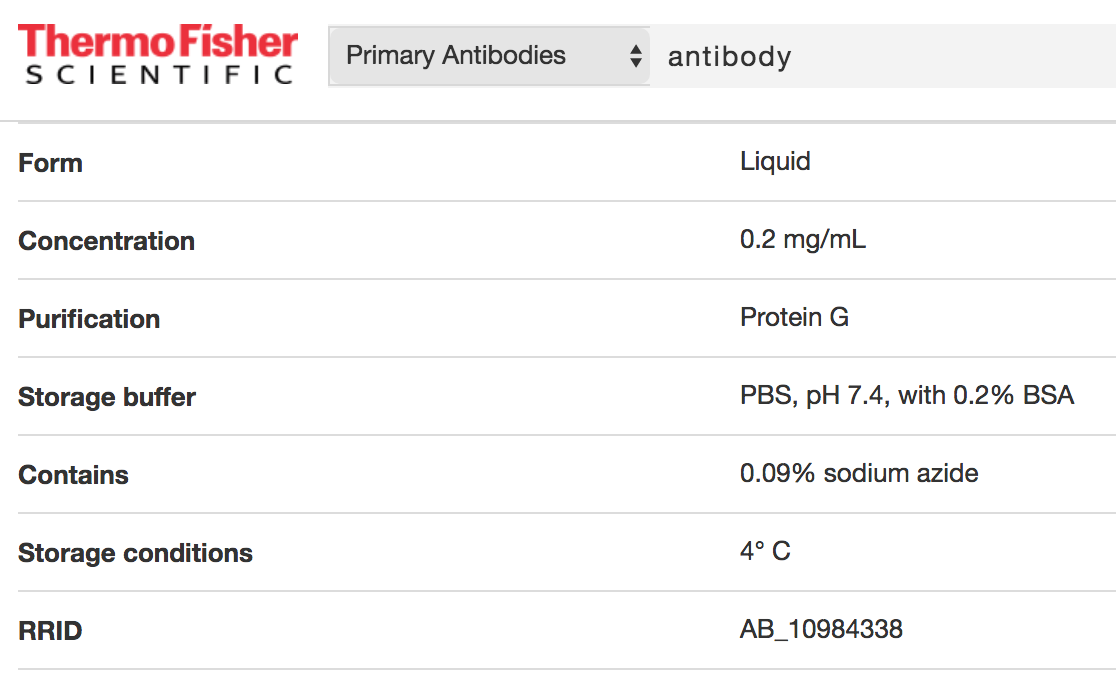 ThermoFisher
SCIENTIFIC
Primary Antibodies
antibody
Form Liquid
Concentration 0.2 mg/mL
Purification Protein G
Storage buffer PBS, pH 7.4, with 0.2% BSA
Contains 0.09% sodium azide
Storage conditions 4° C
RRID AB_10984338